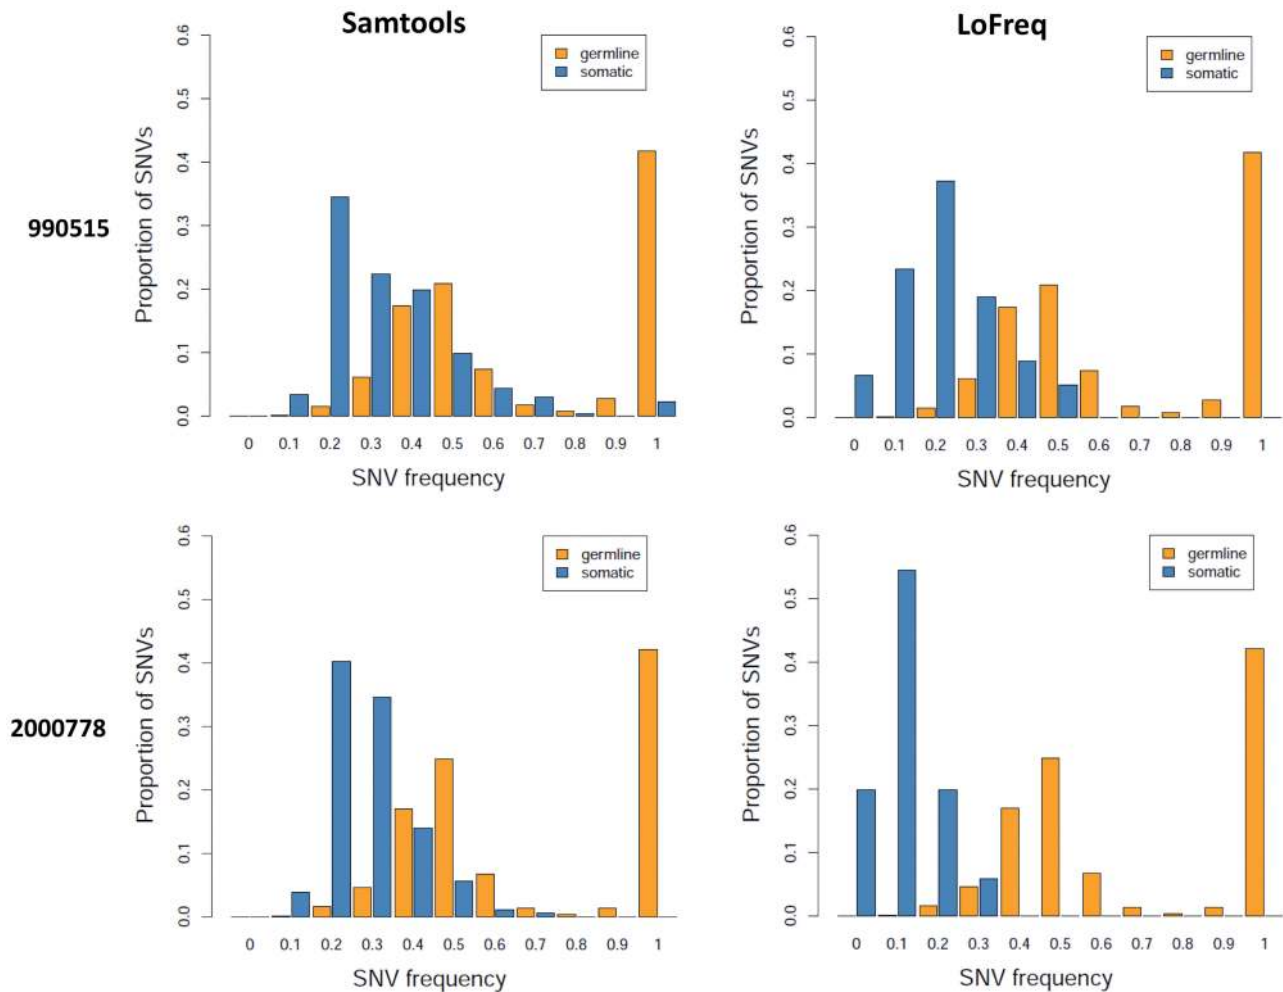 Samtools
LoFreq
990515
Proportion of SNVs
0.0 0.1 0.2 0.3 0.4 0.5 0.6
germline
somatic
0 0.1 0.2 0.3 0.4 0.5 0.6 0.7 0.8 0.9 1
SNV frequency
Proportion of SNVs
0.0 0.1 0.2 0.3 0.4 0.5 0.6
germline
somatic
0 0.1 0.2 0.3 0.4 0.5 0.6 0.7 0.8 0.9 1
SNV frequency
2000778
Proportion of SNVs
0.0 0.1 0.2 0.3 0.4 0.5 0.6
germline
somatic
0 0.1 0.2 0.3 0.4 0.5 0.6 0.7 0.8 0.9 1
SNV frequency
Proportion of SNVs
0.0 0.1 0.2 0.3 0.4 0.5 0.6
germline
somatic
0 0.1 0.2 0.3 0.4 0.5 0.6 0.7 0.8 0.9 1
SNV frequency